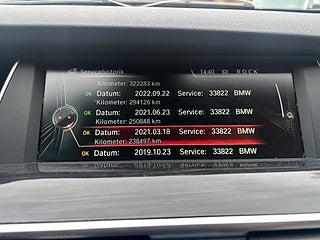 Servicehistorik 14:40 ROCK
Kilometer: 322283 km
OK Datum: 2022.09.22 Service: 33822 BMW
Kilometer: 294126 km
OK Datum: 2021.06.23 Service: 33822 BMW
Kilometer: 250848 km
OK Datum: 2021.03.18 Service: 33822 BMW
Kilometer: 238497 km
OK Datum: 2019.10.23 Service: 33822 BMW